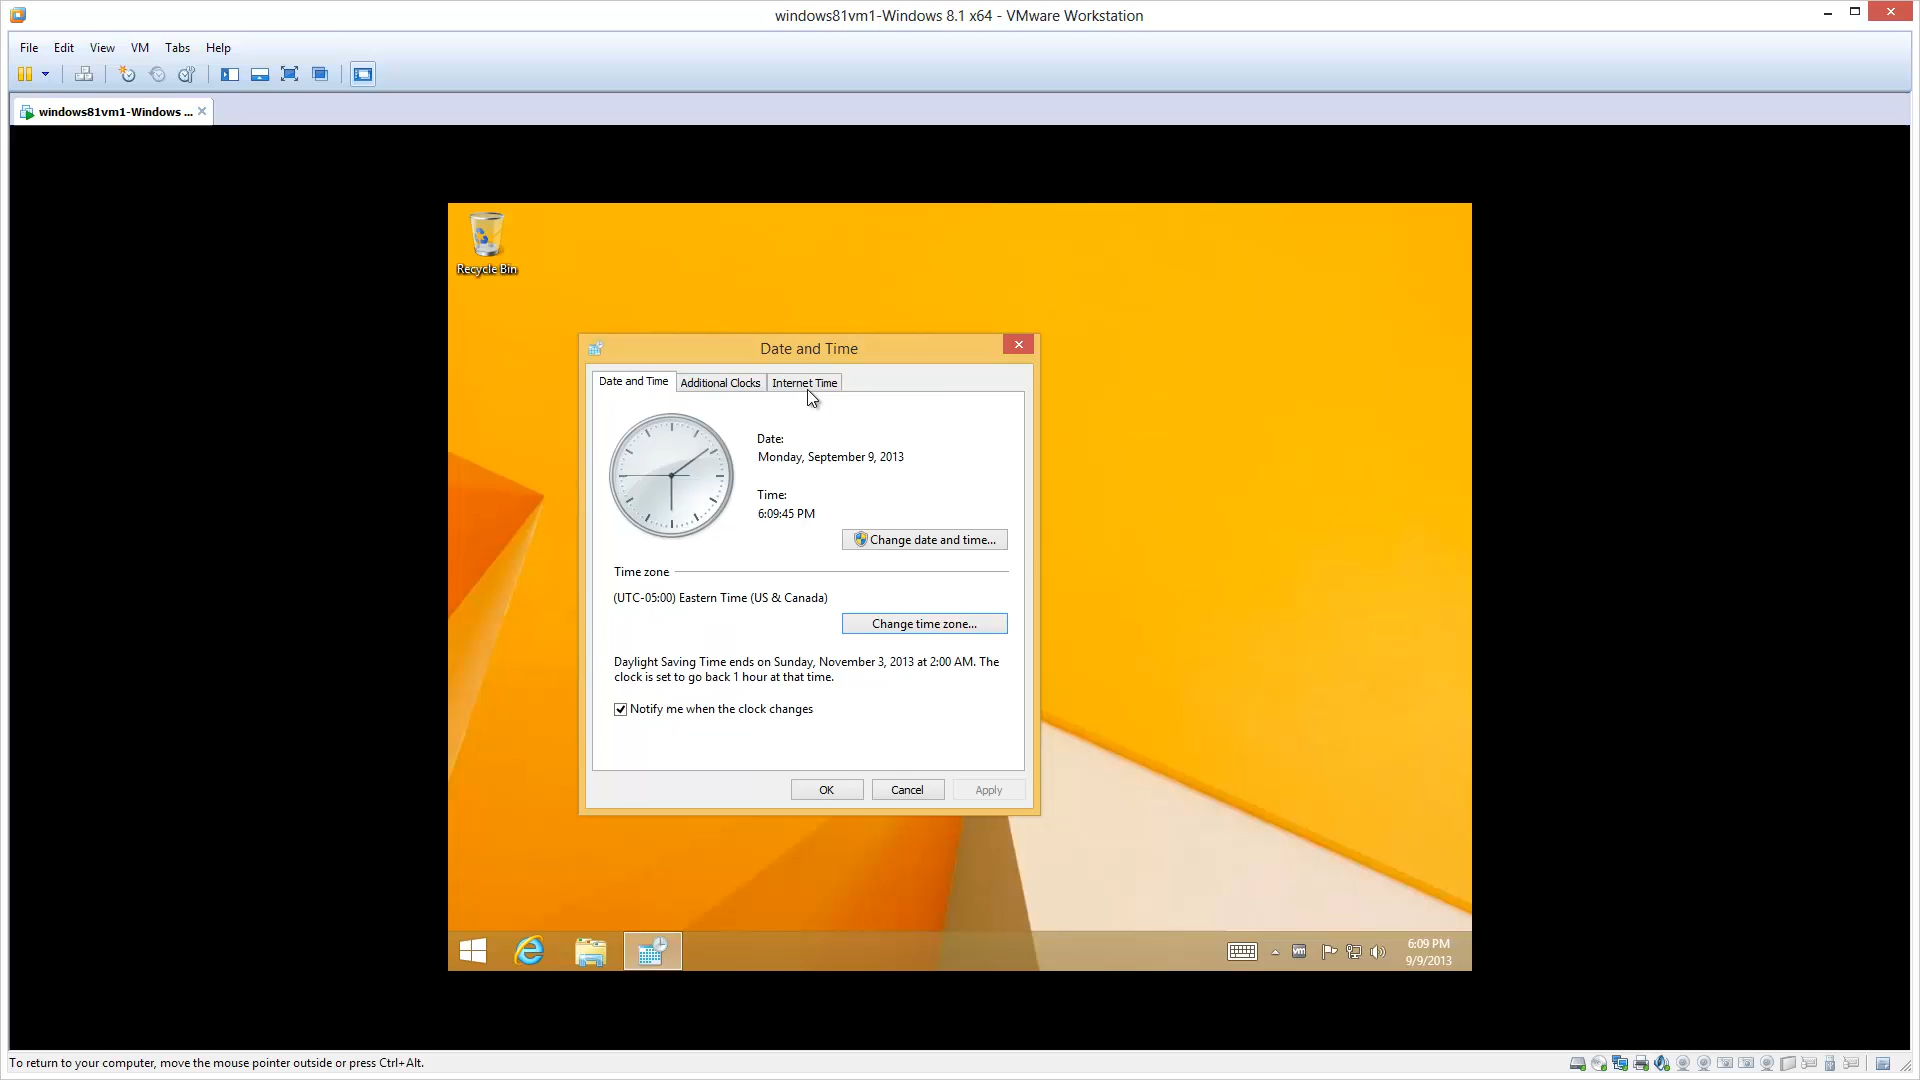 windows81vm1-Windows 8.1 x64 - VMware Workstation
File Edit View VM Tabs Help
windows81vm1-Windows ...
Recycle Bin
Date and Time
Date and Time Additional Clocks Internet Time
Date:
Monday, September 9, 2013
Time:
6:09:45 PM
Change date and time...
Time zone
(UTC-05:00) Eastern Time (US & Canada)
Change time zone...
Daylight Saving Time ends on Sunday, November 3, 2013 at 2:00 AM. The
clock is set to go back 1 hour at that time.
Notify me when the clock changes
OK Cancel Apply
vm
6:09 PM
9/9/2013
To return to your computer, move the mouse pointer outside or press Ctrl+Alt.